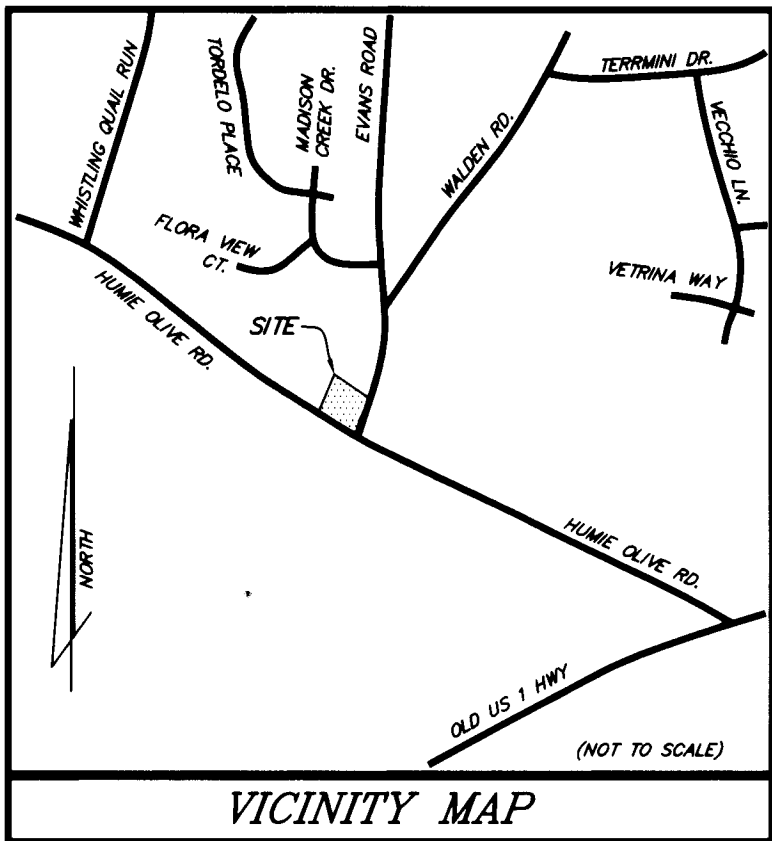 WHISTLING QUAIL RUN
TORDELO PLACE
MADISON
CREEK DR.
EVANS ROAD
WALDEN RD.
TERRMINI DR.
VECCHIO LN.
FLORA VIEW
CT.
VETRINA WAY
HUMIE OLIVE RD.
SITE
NORTH
HUMIE OLIVE RD.
OLD US 1 HWY
(NOT TO SCALE)
VICINITY MAP